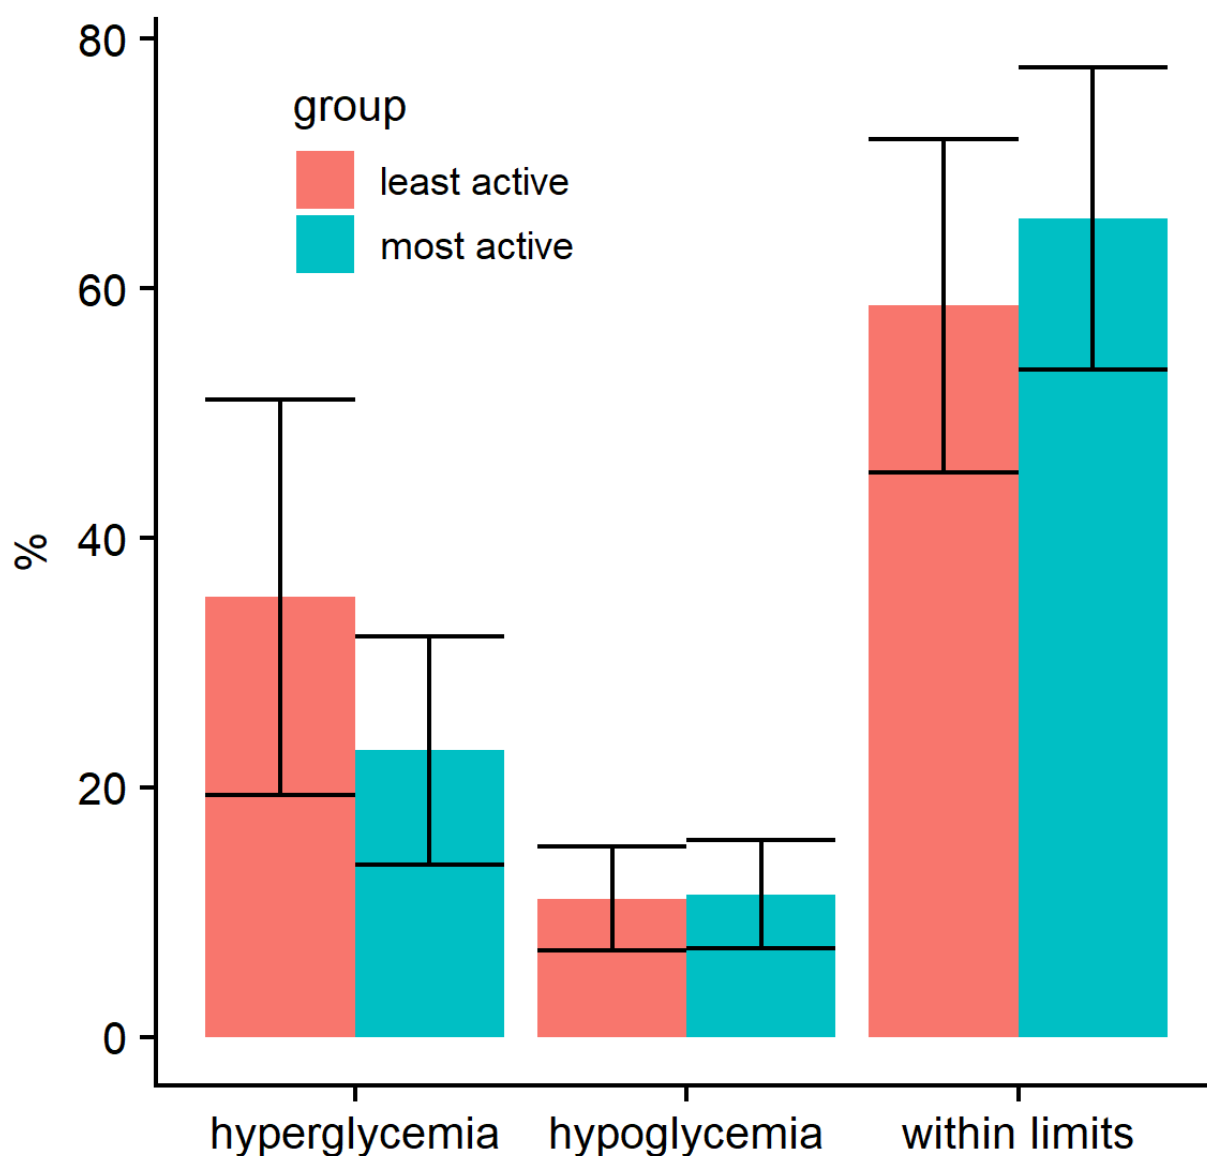 80
60
40
20
0
%
group
least active
most active
hyperglycemia
hypoglycemia
within limits